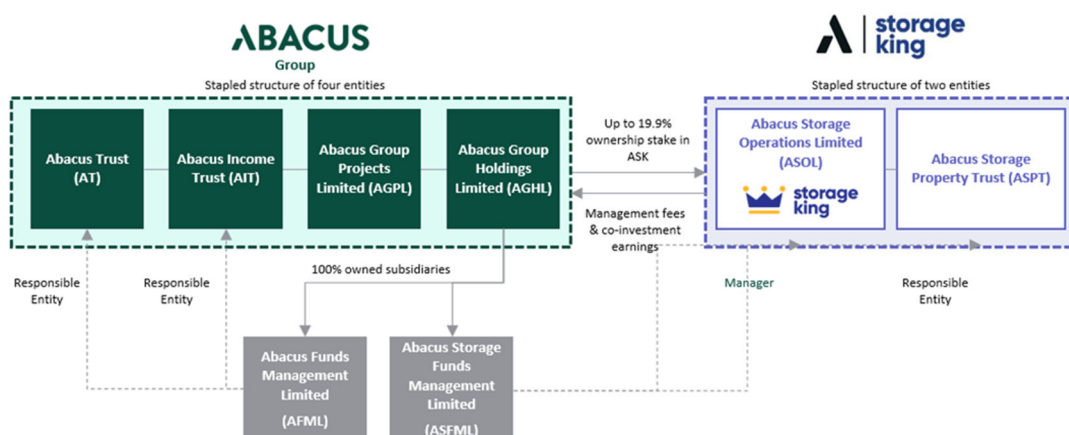 ABACUS
Group
Stapled structure of four entities
storage
king
Stapled structure of two entities
Abacus Trust
(AT)
Abacus Income
Trust (AIT)
Abacus Group
Projects
Limited (AGPL)
Abacus Group
Holdings
Limited (AGHL)
Up to 19.9%
ownership stake in
ASK
Management fees
& co-investment
earnings
Abacus Storage
Operations Limited
(ASOL)
storage
king
Abacus Storage
Property Trust (ASPT)
Responsible
Entity
Responsible
Entity
100% owned subsidiaries
Manager
Responsible
Entity
Abacus Funds
Management
Limited
(AFML)
Abacus Storage
Funds
Management
Limited
(ASFML)